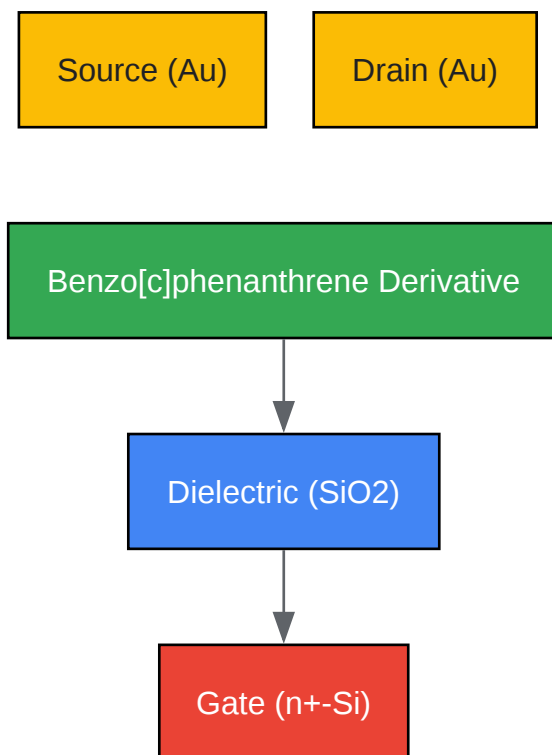 Source (Au)
Drain (Au)
Benzo[c]phenanthrene Derivative
Dielectric (SiO2)
Gate (n+-Si)